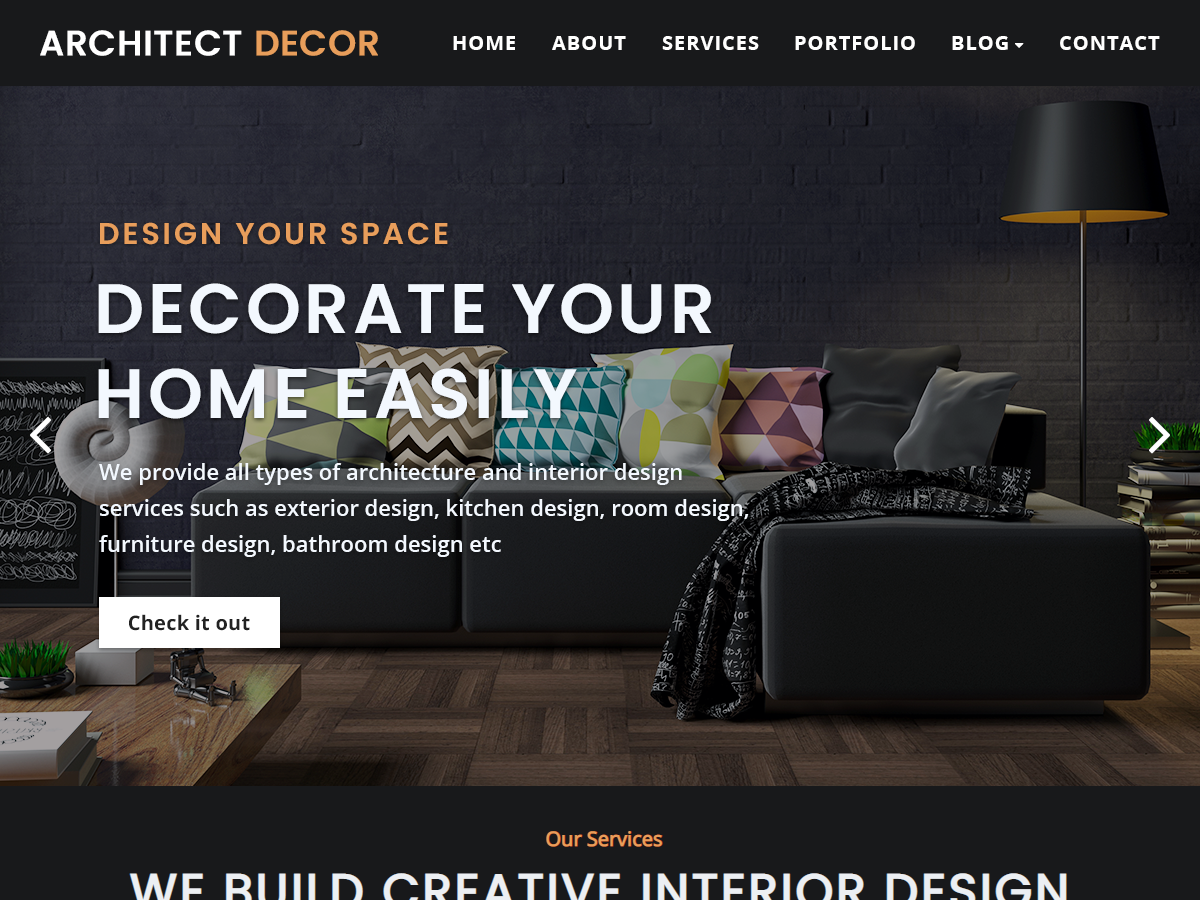 ARCHITECT DECOR
HOME ABOUT SERVICES PORTFOLIO BLOG CONTACT
DESIGN YOUR SPACE
DECORATE YOUR
HOME EASILY
We provide all types of architecture and interior design
services such as exterior design, kitchen design, room design,
furniture design, bathroom design etc
Check it out
Our Services
WE BUILD CREATIVE INTERIOR DESIGN